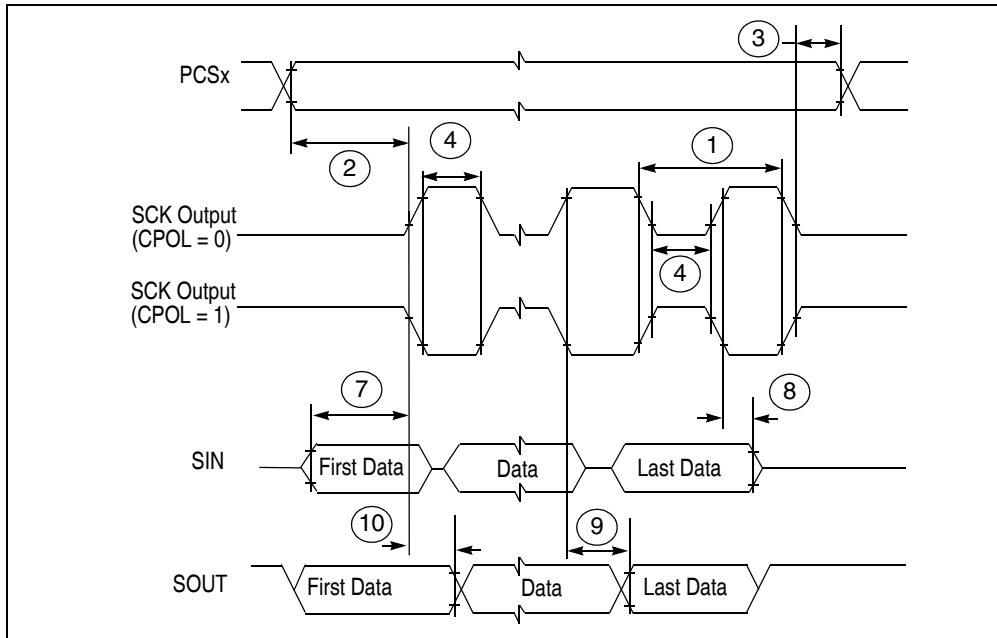 3
PCSx
2
4
1
SCK Output
(CPOL = 0)
4
SCK Output
(CPOL = 1)
7
8
SIN
First Data
Data
Last Data
10
9
SOUT
First Data
Data
Last Data